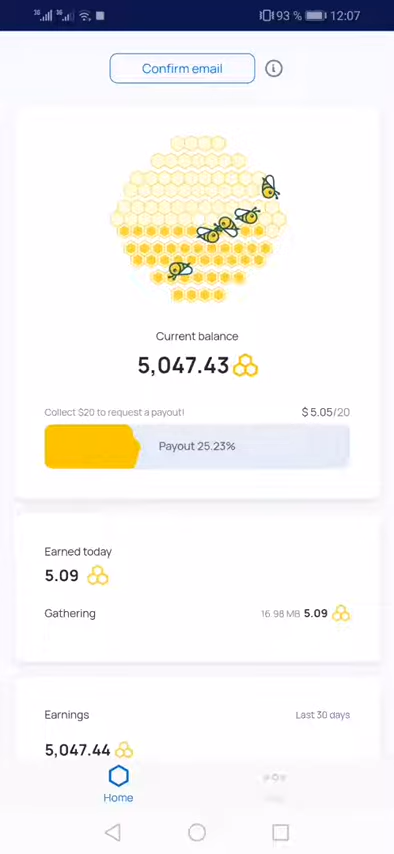 3G 3G 93 % 12:07
Confirm email
Current balance
5,047.43
Collect $20 to request a payout! $ 5.05/20
Payout 25.23%
Earned today
5.09
Gathering 16.98 MB 5.09
Earnings Last 30 days
5,047.44
Home